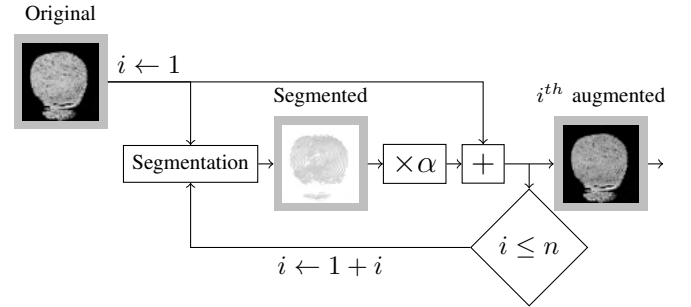 Original
i ← 1
Segmented
i^{th} augmented
Segmentation
×α
+
i ≤ n
i ← 1 + i